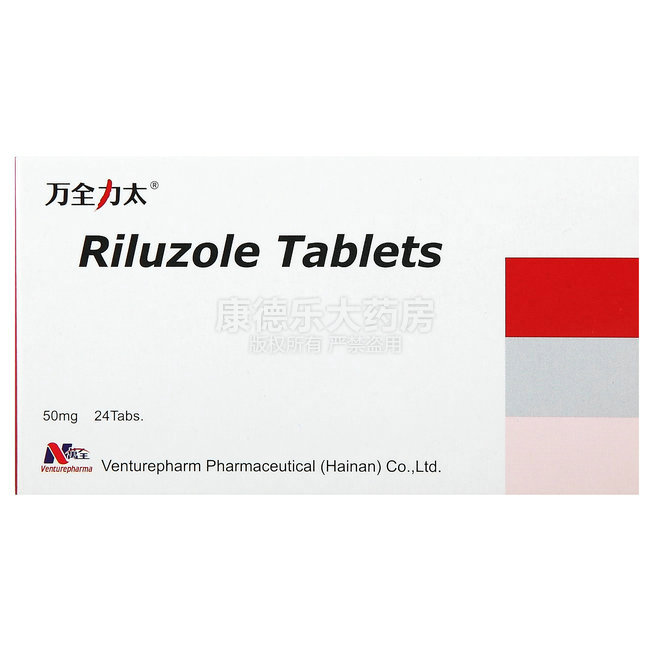 万全力太®
Riluzole Tablets
康德乐大药房
版权所有 严禁盗用
50mg 24Tabs.
萬全
Venturepharma
Venturepharm Pharmaceutical (Hainan) Co.,Ltd.